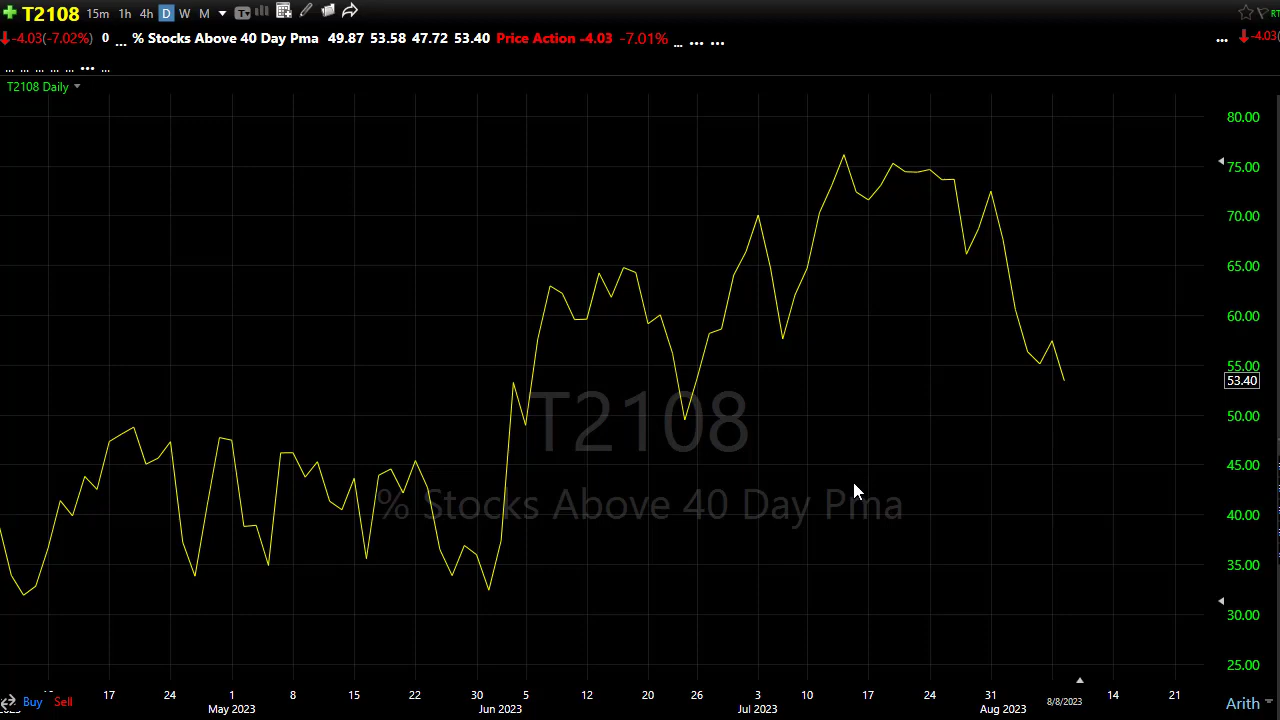 T2108 15m 1h 4h D W M T RT
-4.03(-7.02%) 0 ... % Stocks Above 40 Day Pma 49.87 53.58 47.72 53.40 Price Action -4.03 -7.01% ... ... ... ... -4.03(
... ... ... ... ... ... ...
T2108 Daily
80.00
75.00
70.00
65.00
60.00
55.00
53.40
50.00
45.00
40.00
35.00
30.00
25.00
T2108
% Stocks Above 40 Day Pma
17 24 1 8 15 22 30 5 12 20 26 3 10 17 24 31 8/8/2023 14 21
Buy Sell
May 2023 Jun 2023 Jul 2023 Aug 2023
Arith